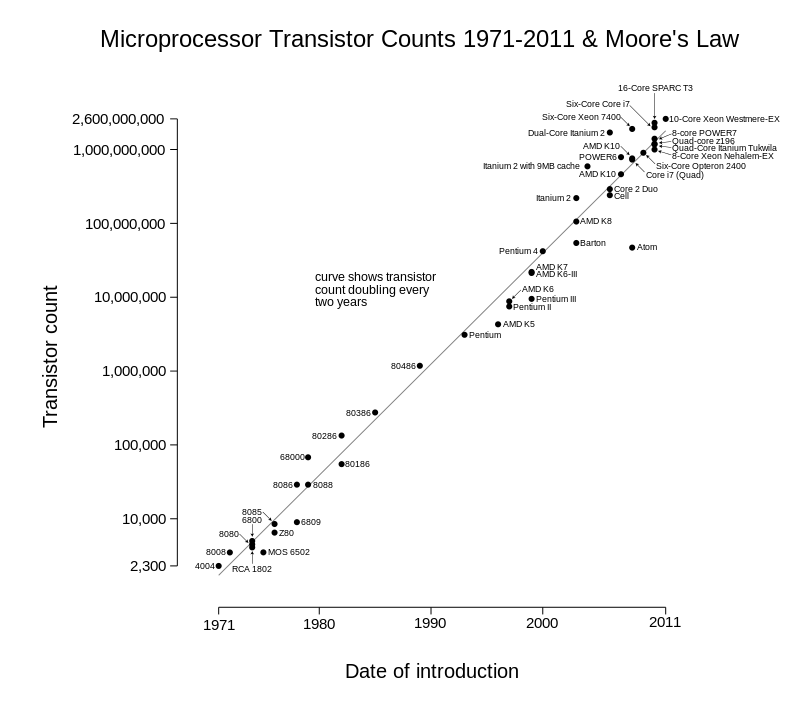 Microprocessor Transistor Counts 1971-2011 & Moore's Law
16-Core SPARC T3
Six-Core Core i7
Six-Core Xeon 7400
10-Core Xeon Westmere-EX
Dual-Core Itanium 2
8-core POWER7
Quad-core z196
Quad-Core Itanium Tukwila
8-Core Xeon Nehalem-EX
AMD K10
POWER6
Itanium 2 with 9MB cache
Six-Core Opteron 2400
AMD K10
Core i7 (Quad)
Core 2 Duo
Cell
Itanium 2
AMD K8
Barton
Atom
Pentium 4
AMD K7
AMD K6-III
AMD K6
Pentium III
Pentium II
AMD K5
Pentium
80486
80386
80286
68000
80186
8086
8088
8085
6800
6809
Z80
8080
8008
MOS 6502
4004
RCA 1802
curve shows transistor
count doubling every
two years
2,600,000,000
1,000,000,000
100,000,000
10,000,000
1,000,000
100,000
10,000
2,300
Transistor count
1971
1980
1990
2000
2011
Date of introduction